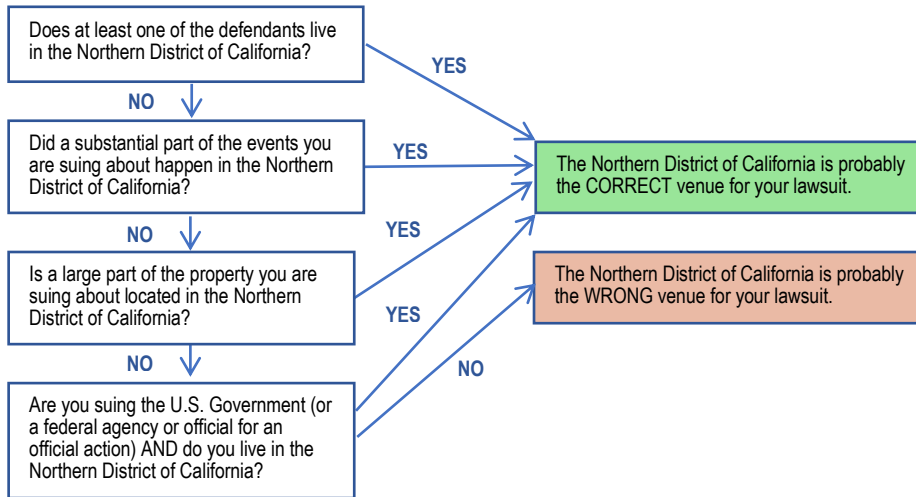 Does at least one of the defendants live
in the Northern District of California?
YES
NO
Did a substantial part of the events you
are suing about happen in the Northern
District of California?
YES
The Northern District of California is probably
the CORRECT venue for your lawsuit.
NO
YES
Is a large part of the property you are
suing about located in the Northern
District of California?
The Northern District of California is probably
the WRONG venue for your lawsuit.
YES
NO
NO
Are you suing the U.S. Government (or
a federal agency or official for an
official action) AND do you live in the
Northern District of California?